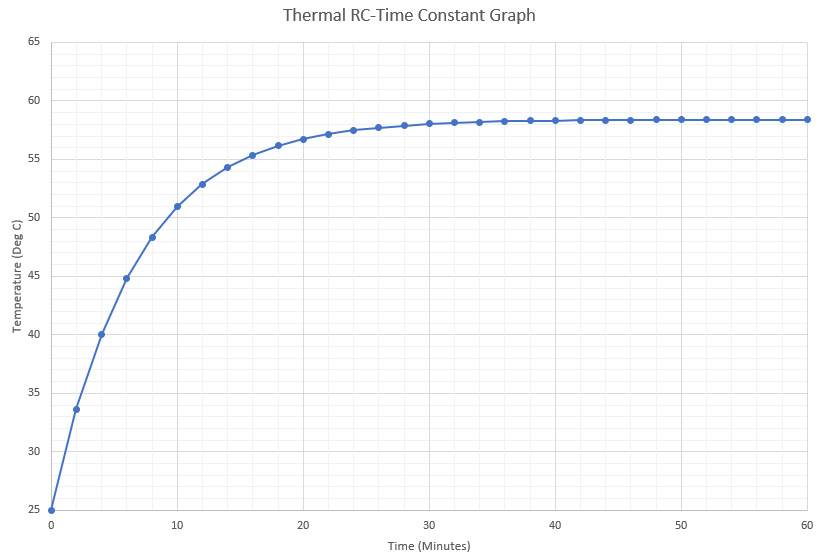 Thermal RC-Time Constant Graph
65
60
55
50
45
40
35
30
25
Temperature (Deg C)
0 10 20 30 40 50 60
Time (Minutes)